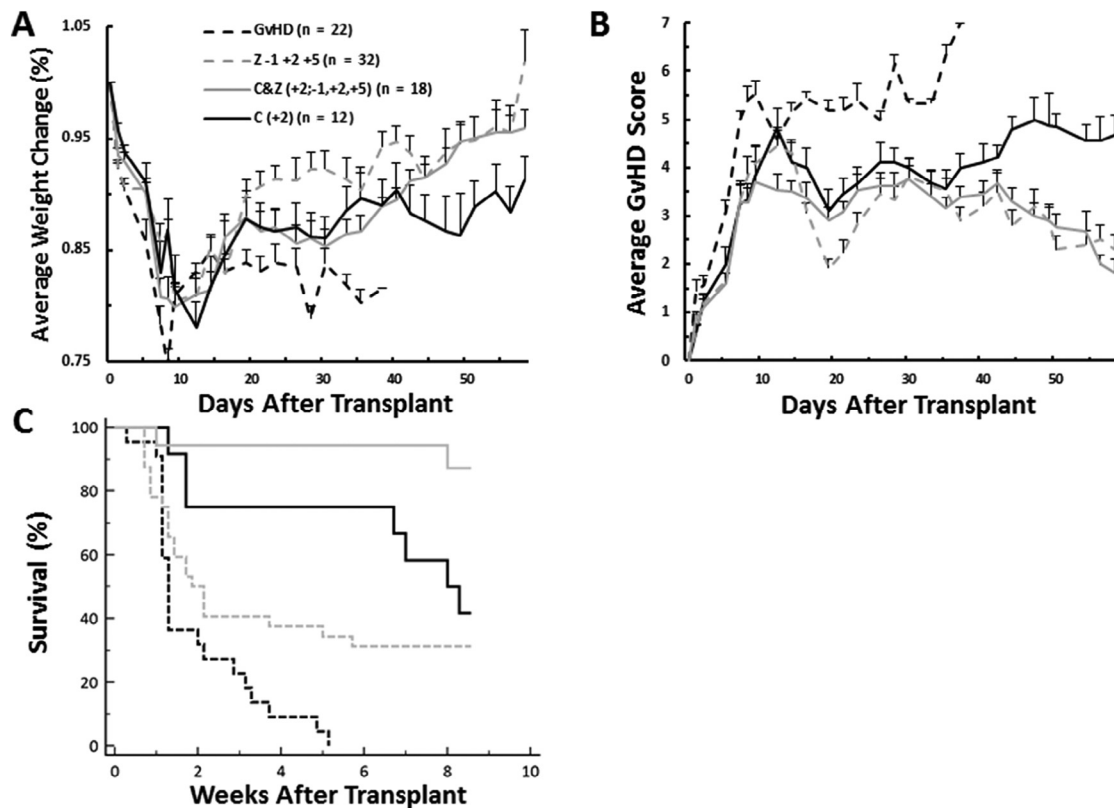 A
1.05
0.95
0.85
0.75
Average Weight Change (%)
GvHD (n = 22)
Z -1 +2 +5 (n = 32)
C&Z (+2;-1,+2,+5) (n = 18)
C (+2) (n = 12)
0 10 20 30 40 50
Days After Transplant
B
7
6
5
4
3
2
1
0
Average GvHD Score
0 10 20 30 40 50
Days After Transplant
C
100
80
60
40
20
0
Survival (%)
0 2 4 6 8 10
Weeks After Transplant